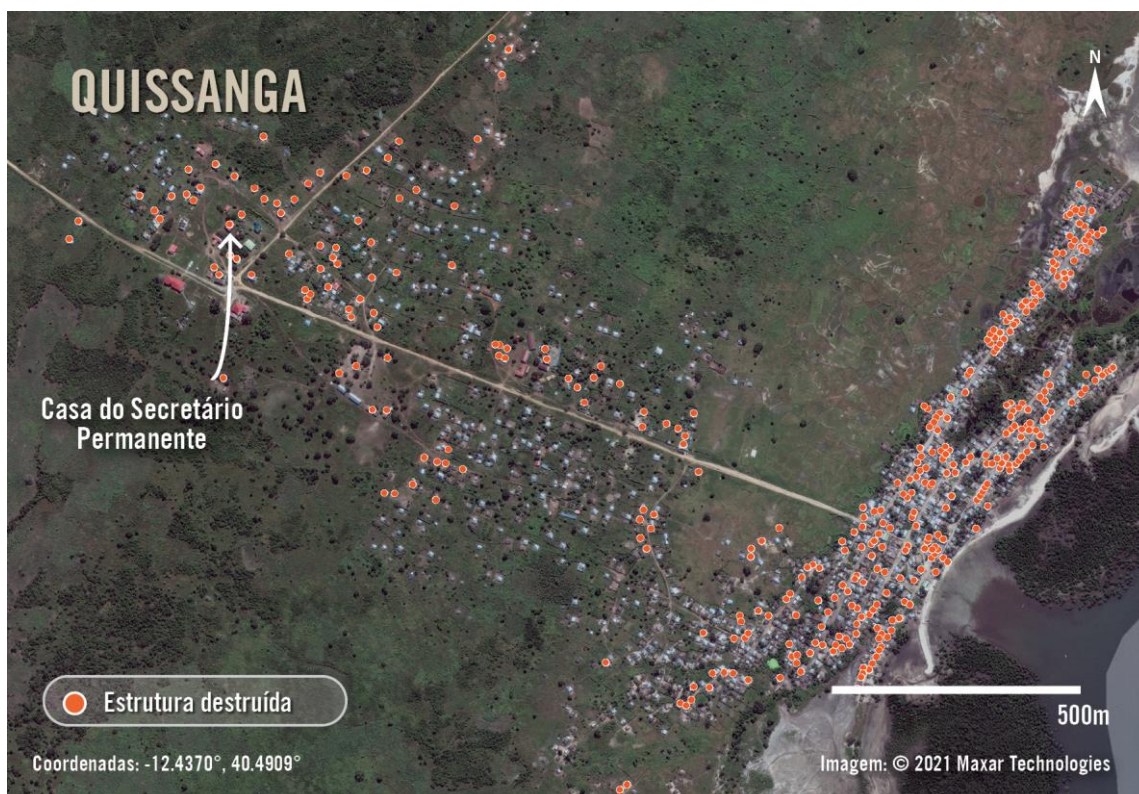 QUISSANGA
N
Casa do Secretário
Permanente
Estrutura destruída
500m
Coordenadas: -12.4370°, 40.4909°
Imagem: © 2021 Maxar Technologies